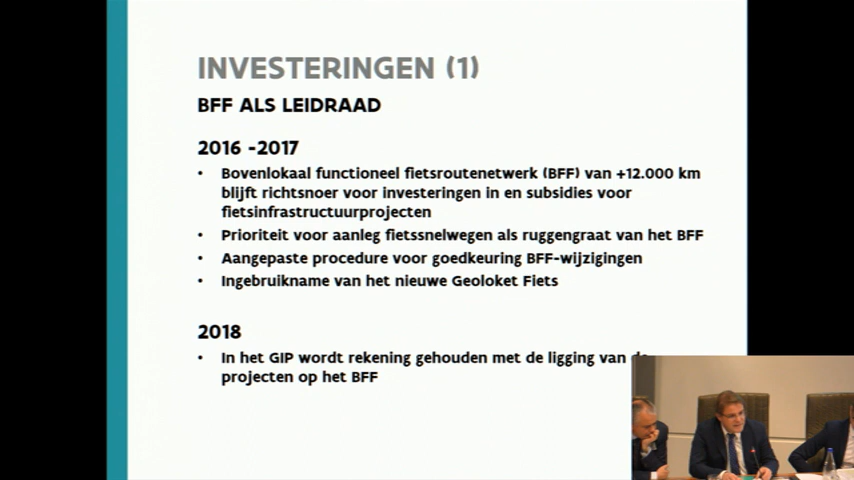 INVESTERINGEN (1)
BFF ALS LEIDRAAD
2016 -2017
• Bovenlokaal functioneel fietsroutenetwerk (BFF) van +12.000 km
blijft richtsnoer voor investeringen in en subsidies voor
fietsinfrastructuurprojecten
• Prioriteit voor aanleg fietssnelwegen als ruggengraat van het BFF
• Aangepaste procedure voor goedkeuring BFF-wijzigingen
• Ingebruikname van het nieuwe Geoloket Fiets
2018
• In het GIP wordt rekening gehouden met de ligging van de
projecten op het BFF